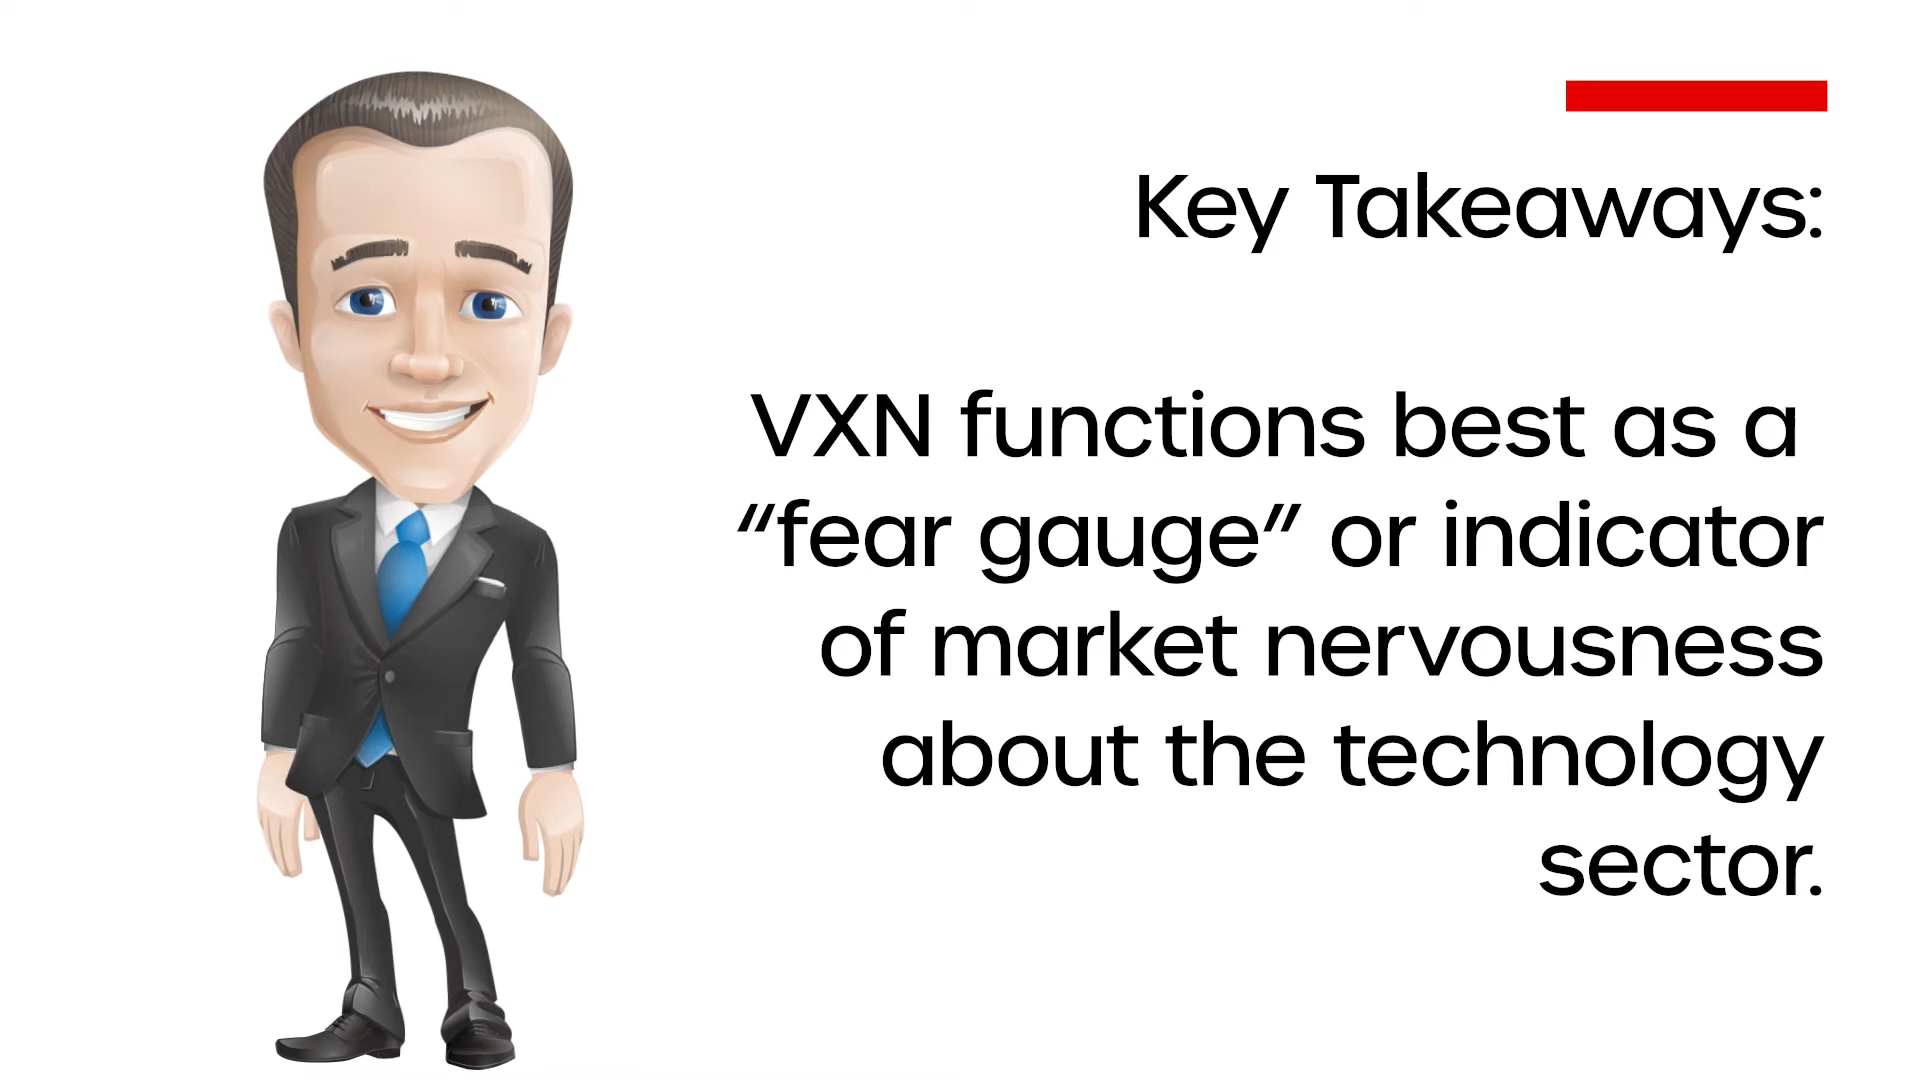 Key Takeaways:
VXN functions best as a
“fear gauge” or indicator
of market nervousness
about the technology
sector.